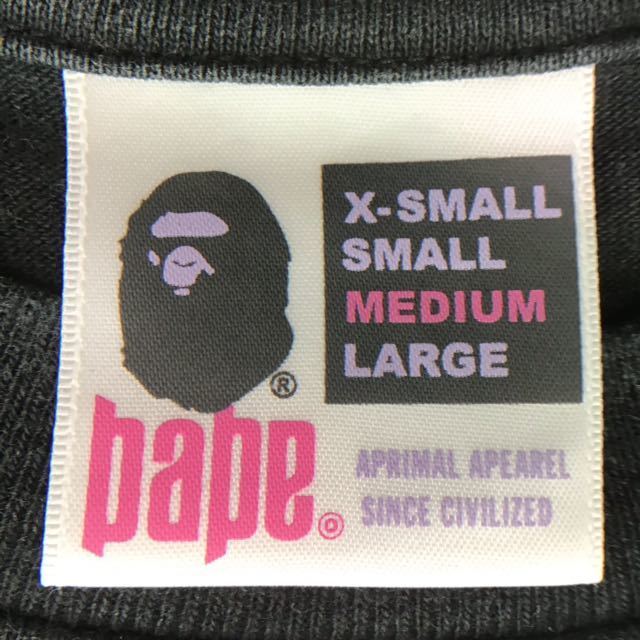 X-SMALL
SMALL
MEDIUM
LARGE
®
bape©
APRIMAL APEAREL
SINCE CIVILIZED